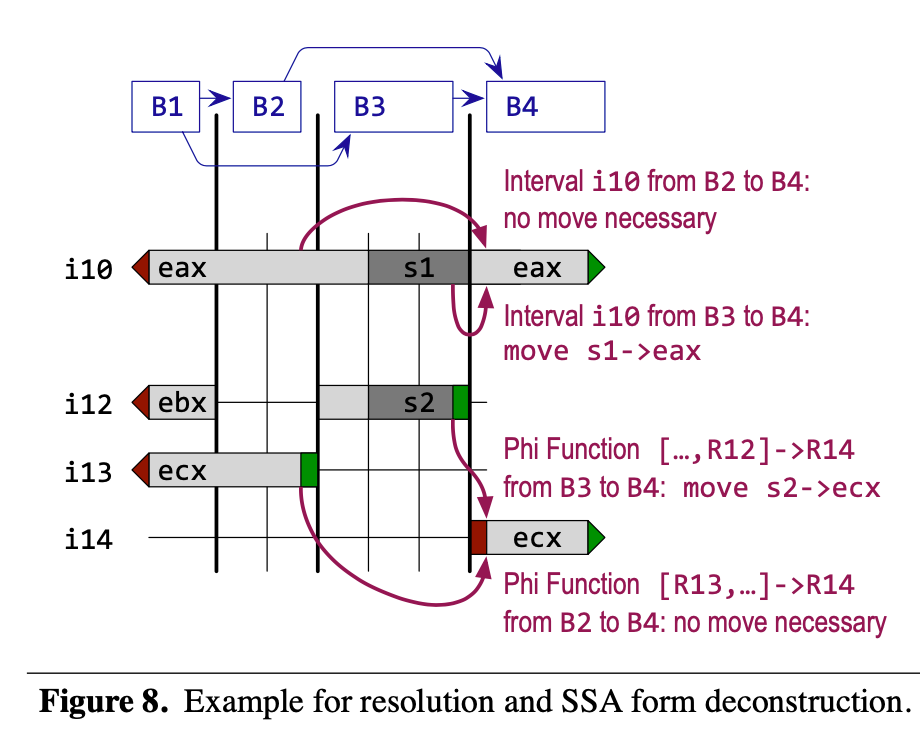 B1 B2 B3 B4
Interval i10 from B2 to B4:
no move necessary
i10 eax s1 eax
Interval i10 from B3 to B4:
move s1->eax
i12 ebx s2
Phi Function […,R12]->R14
i13 ecx
from B3 to B4: move s2->ecx
i14 ecx
Phi Function [R13,…]->R14
from B2 to B4: no move necessary
Figure 8. Example for resolution and SSA form deconstruction.